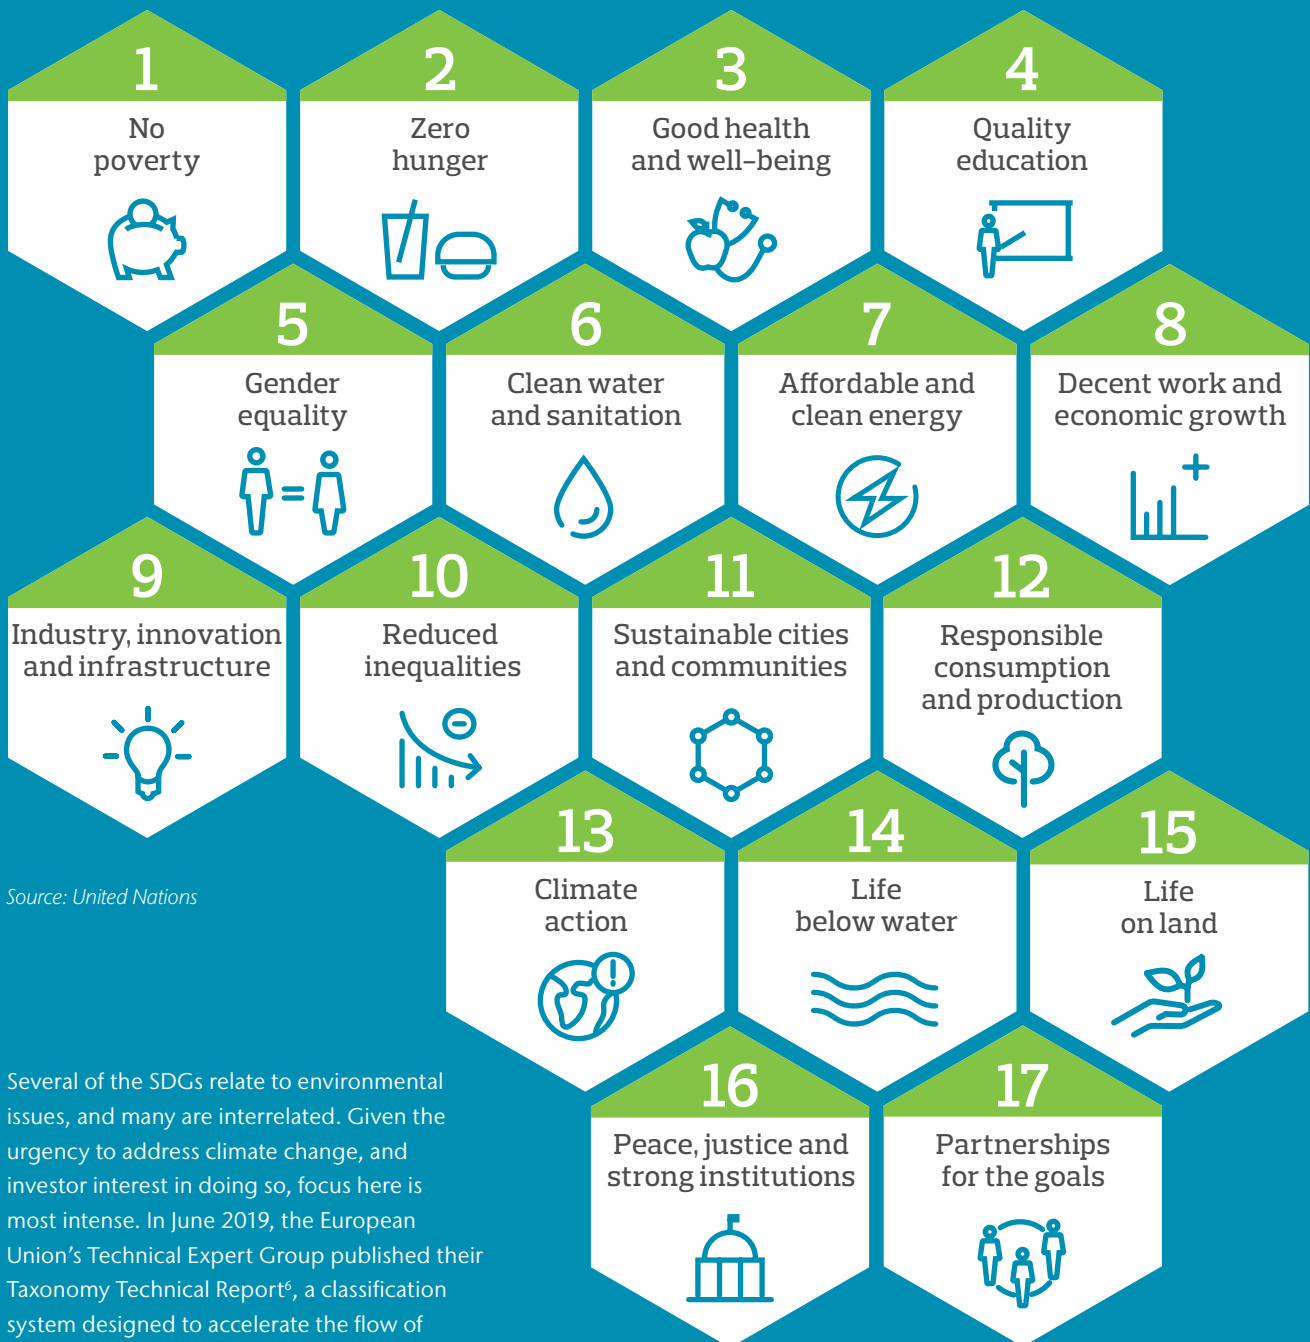 1
No
poverty
2
Zero
hunger
3
Good health
and well-being
4
Quality
education
5
Gender
equality
6
Clean water
and sanitation
7
Affordable and
clean energy
8
Decent work and
economic growth
9
Industry, innovation
and infrastructure
10
Reduced
inequalities
11
Sustainable cities
and communities
12
Responsible
consumption
and production
13
Climate
action
14
Life
below water
15
Life
on land
16
Peace, justice and
strong institutions
17
Partnerships
for the goals
Source: United Nations
Several of the SDGs relate to environmental
issues, and many are interrelated. Given the
urgency to address climate change, and
investor interest in doing so, focus here is
most intense. In June 2019, the European
Union’s Technical Expert Group published their
Taxonomy Technical Report⁶, a classification
system designed to accelerate the flow of